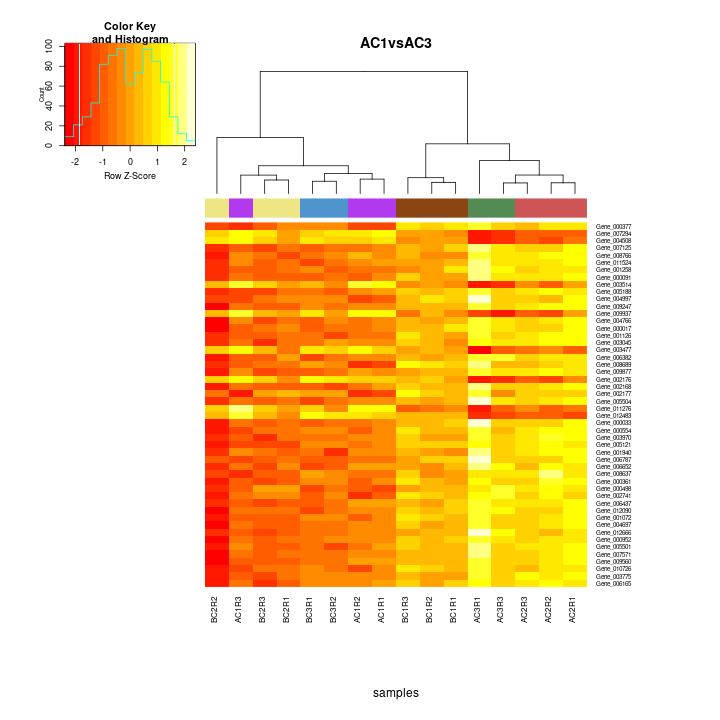 Color Key
and Histogram
Count
0 20 40 60 80 100
-2 -1 0 1 2
Row Z-Score
AC1vsAC3
Gene_000377
Gene_007294
Gene_004508
Gene_007125
Gene_008766
Gene_011524
Gene_001258
Gene_000091
Gene_003514
Gene_005188
Gene_004997
Gene_009247
Gene_009937
Gene_004766
Gene_000017
Gene_001126
Gene_003045
Gene_003477
Gene_006382
Gene_008689
Gene_009877
Gene_002176
Gene_002168
Gene_002177
Gene_005504
Gene_011276
Gene_012483
Gene_000033
Gene_000554
Gene_003970
Gene_005121
Gene_001940
Gene_006787
Gene_006652
Gene_008637
Gene_000361
Gene_000498
Gene_002741
Gene_006437
Gene_012090
Gene_001072
Gene_004697
Gene_012666
Gene_000952
Gene_005501
Gene_007571
Gene_009560
Gene_010726
Gene_003775
Gene_006165
BC2R2 AC1R3 BC2R3 BC2R1 BC3R1 BC3R2 AC1R2 AC1R1 BC1R3 BC1R2 BC1R1 AC3R1 AC3R3 AC2R3 AC2R2 AC2R1
samples